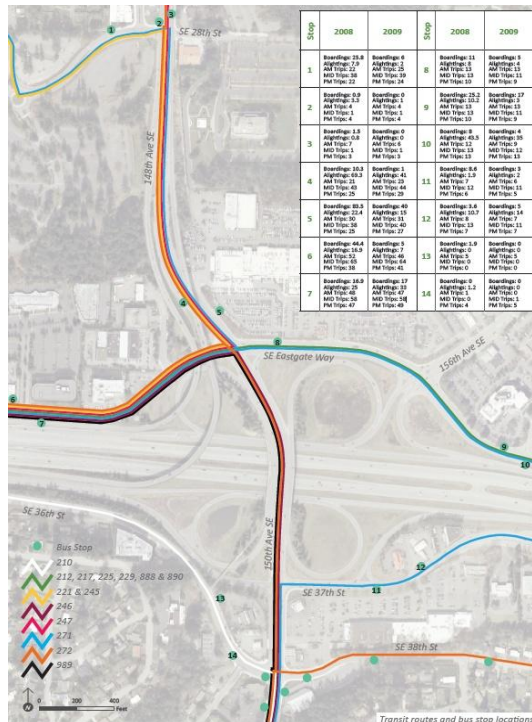 Stop 2008 2009 Stop 2008 2009
1
Boardings: 25.8
Alightings: 7.9
AM Trips: 22
MID Trips: 38
PM Trips: 22
Boardings: 6
Alightings: 2
AM Trips: 25
MID Trips: 39
PM Trips: 24
8
Boardings: 11
Alightings: 8
AM Trips: 13
MID Trips: 13
PM Trips: 10
Boardings: 5
Alightings: 4
AM Trips: 13
MID Trips: 11
PM Trips: 9
2
Boardings: 0.9
Alightings: 5.3
AM Trips: 4
MID Trips: 1
PM Trips: 4
Boardings: 0
Alightings: 1
AM Trips: 4
MID Trips: 1
PM Trips: 4
9
Boardings: 25.2
Alightings: 10.2
AM Trips: 13
MID Trips: 13
PM Trips: 10
Boardings: 17
Alightings: 3
AM Trips: 13
MID Trips: 11
PM Trips: 9
3
Boardings: 1.5
Alightings: 0.8
AM Trips: 7
MID Trips: 1
PM Trips: 3
Boardings: 0
Alightings: 0
AM Trips: 6
MID Trips: 1
PM Trips: 3
10
Boardings: 8
Alightings: 43.5
AM Trips: 12
MID Trips: 13
PM Trips: 13
Boardings: 4
Alightings: 35
AM Trips: 9
MID Trips: 12
PM Trips: 13
4
Boardings: 10.3
Alightings: 69.3
AM Trips: 21
MID Trips: 43
PM Trips: 25
Boardings: 1
Alightings: 41
AM Trips: 23
MID Trips: 44
PM Trips: 29
11
Boardings: 8.6
Alightings: 1.9
AM Trips: 7
MID Trips: 12
PM Trips: 6
Boardings: 3
Alightings: 2
AM Trips: 6
MID Trips: 11
PM Trips: 5
5
Boardings: 83.5
Alightings: 22.4
AM Trips: 30
MID Trips: 38
PM Trips: 25
Boardings: 40
Alightings: 15
AM Trips: 31
MID Trips: 40
PM Trips: 27
12
Boardings: 3.6
Alightings: 10.7
AM Trips: 8
MID Trips: 13
PM Trips: 7
Boardings: 5
Alightings: 14
AM Trips: 7
MID Trips: 11
PM Trips: 7
6
Boardings: 44.4
Alightings: 16.9
AM Trips: 52
MID Trips: 65
PM Trips: 38
Boardings: 5
Alightings: 7
AM Trips: 46
MID Trips: 64
PM Trips: 41
13
Boardings: 1.9
Alightings: 0
AM Trips: 5
MID Trips: 0
PM Trips: 0
Boardings: 0
Alightings: 0
AM Trips: 5
MID Trips: 0
PM Trips: 0
7
Boardings: 16.9
Alightings: 25
AM Trips: 48
MID Trips: 56
PM Trips: 47
Boardings: 17
Alightings: 33
AM Trips: 47
MID Trips: 58
PM Trips: 49
14
Boardings: 0
Alightings: 1.2
AM Trips: 1
MID Trips: 0
PM Trips: 4
Boardings: 0
Alightings: 0
AM Trips: 0
MID Trips: 1
PM Trips: 5
3
1
2
SE 28th St
148th Ave SE
4
5
8
SE Eastgate Way
156th Ave SE
6
7
9
10
SE 36th St
150th Ave SE
12
SE 37th St
11
13
SE 38th St
14
Bus Stop
210
212, 217, 225, 229, 888 & 890
221 & 245
246
247
271
272
989
N
0 200 400
Feet
Transit routes and bus stop locations